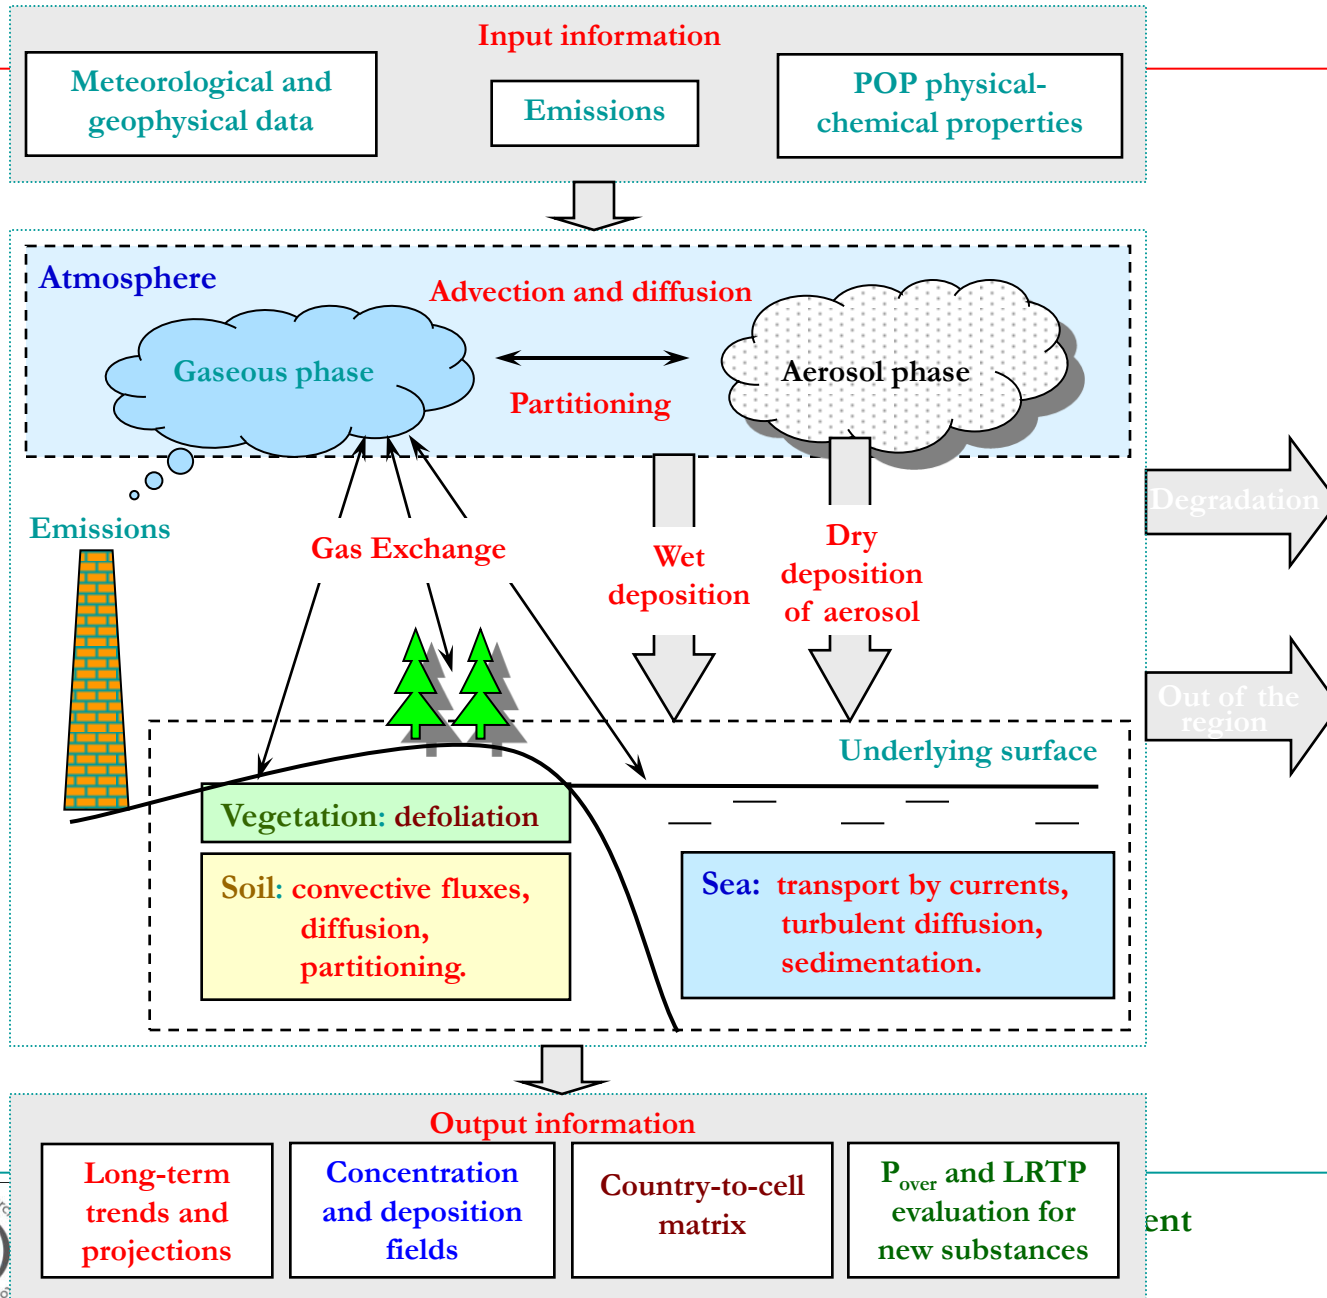 Input information
Meteorological and
geophysical data
Emissions
POP physical-
chemical properties
Atmosphere
Advection and diffusion
Gaseous phase
Aerosol phase
Partitioning
Emissions
Gas Exchange
Wet
deposition
Dry
deposition
of aerosol
Degradation
Out of the
region
Underlying surface
Vegetation: defoliation
Soil: convective fluxes,
diffusion,
partitioning.
Sea: transport by currents,
turbulent diffusion,
sedimentation.
Output information
Long-term
trends and
projections
Concentration
and deposition
fields
Country-to-cell
matrix
Pover and LRTP
evaluation for
new substances
ent